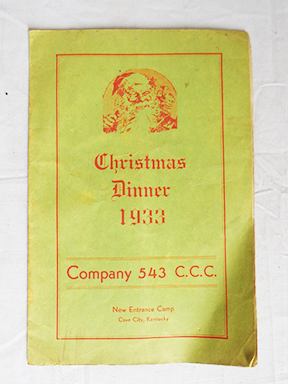 Christmas
Dinner
1933
Company 543 C.C.C.
New Entrance Camp
Cave City, Kentucky